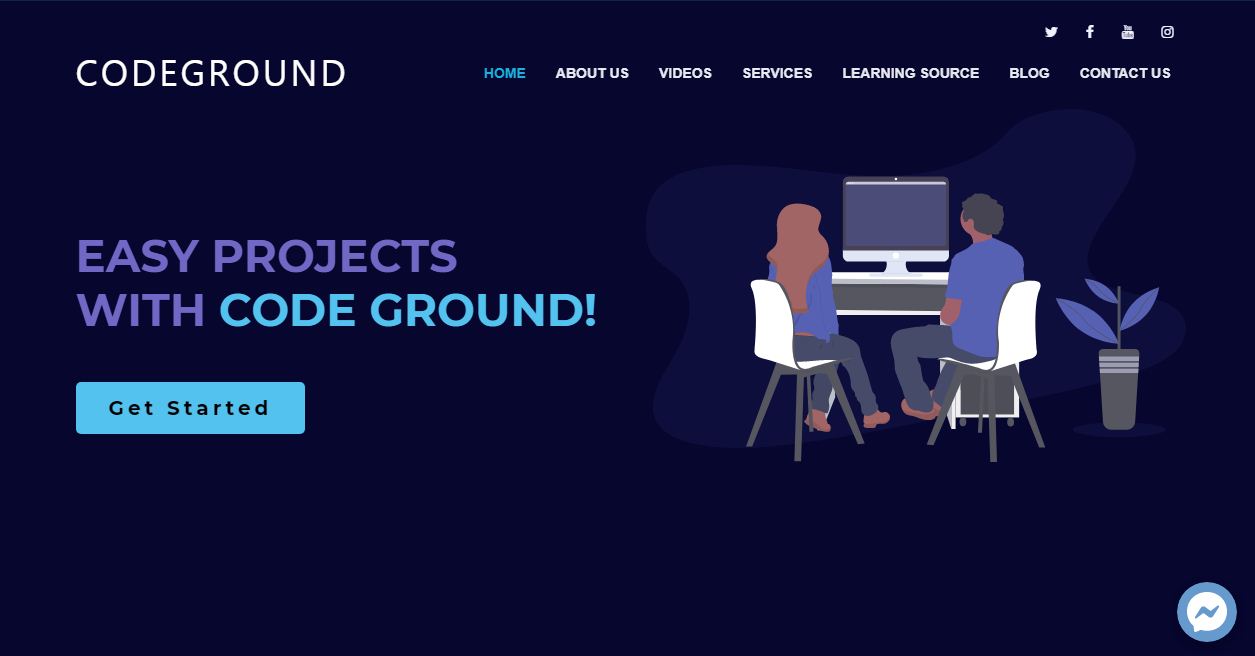 CODEGROUND
HOME ABOUT US VIDEOS SERVICES LEARNING SOURCE BLOG CONTACT US
EASY PROJECTS
WITH CODE GROUND!
Get Started